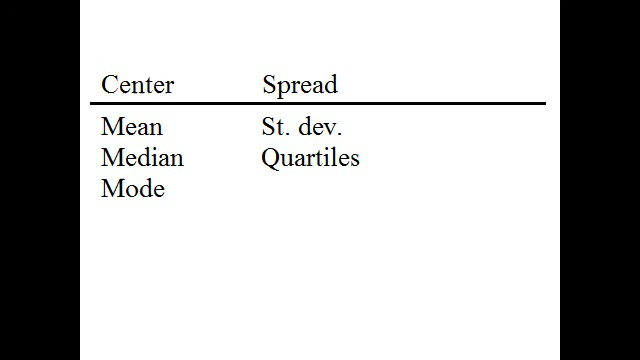 Center Spread
Mean St. dev.
Median Quartiles
Mode